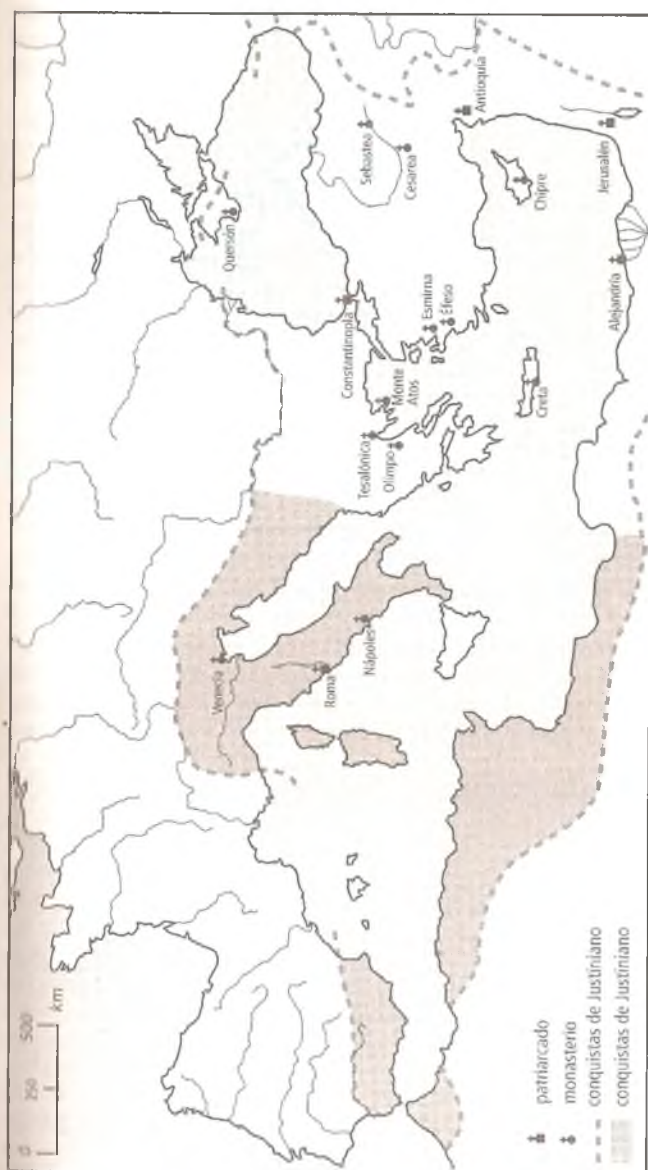 0 250 500
km
Venecia
Roma
Nápoles
Quersón
Constantinopla
Tesalónica
Olimpo
Monte
Atos
Esmirna
Éfeso
Sebastea
Cesarea
Antioquía
Chipre
Creta
Jerusalén
Alejandría
patriarcado
monasterio
conquistas de Justiniano
conquistas de Justiniano